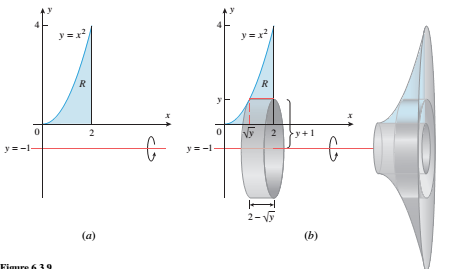 y
4
y = x²
R
x
0
2
y = −1
(a)
y
4
y = x²
R
y
x
0
√y
2
y + 1
y = −1
2 − √y
(b)
Figure 6.3.9